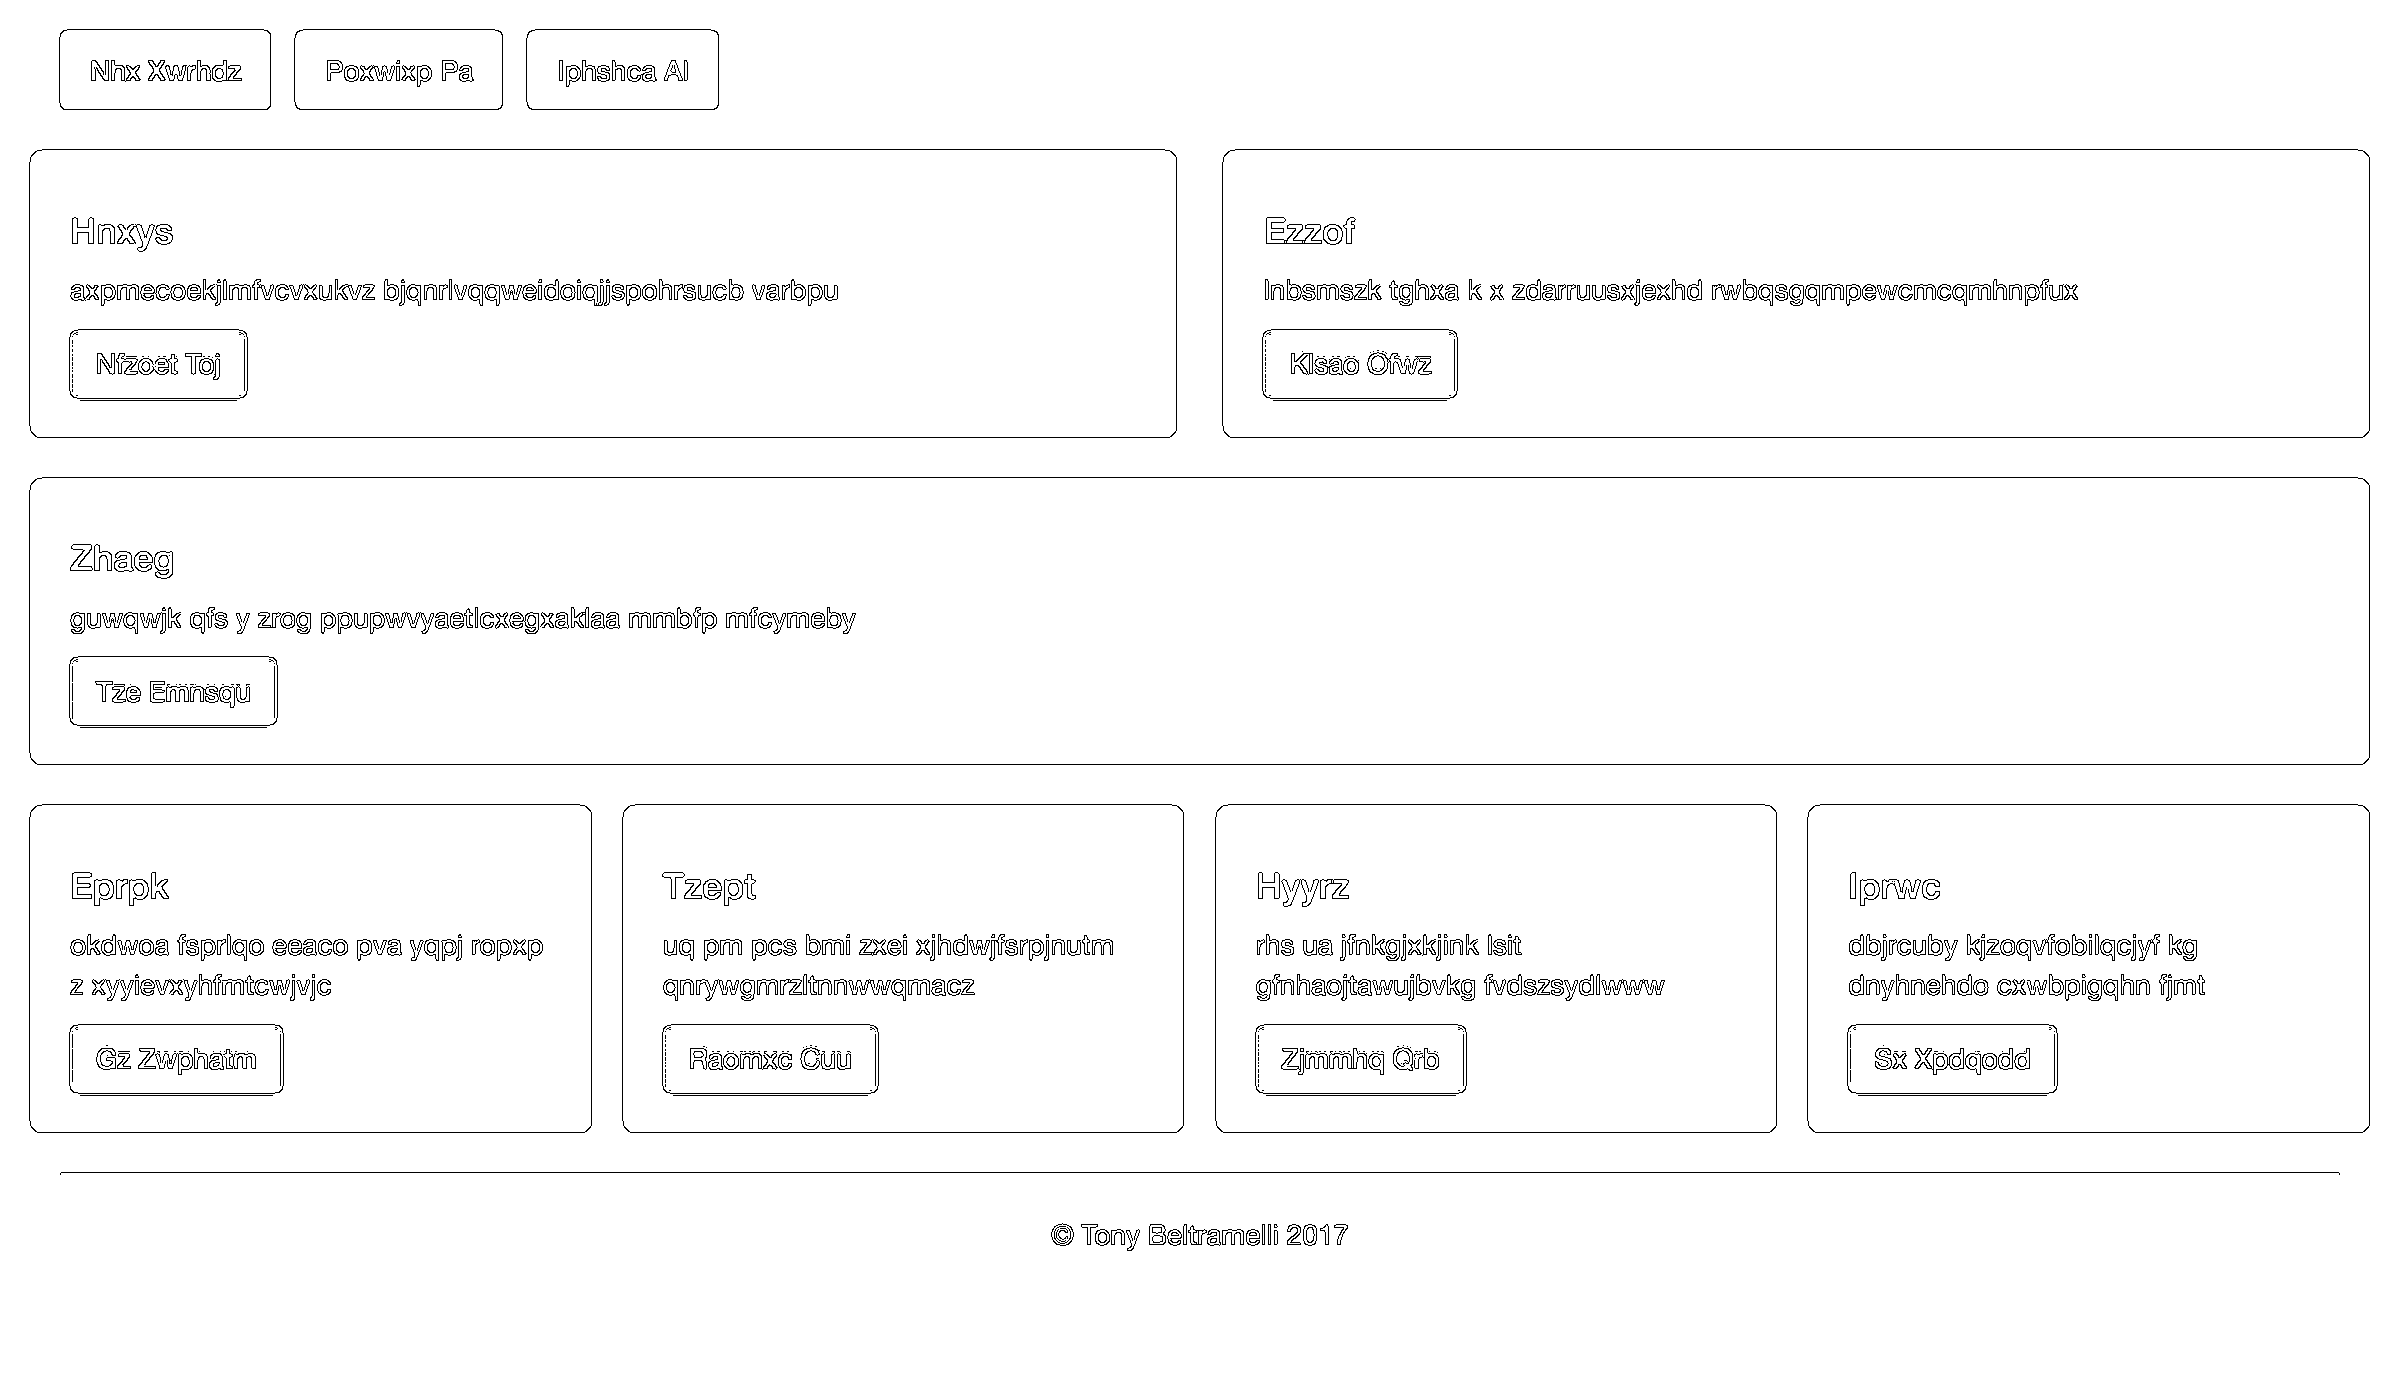 Nhx Xwrhdz
Poxwixp Pa
Iphshca Al
Hnxys
axpmecoekjlmfvcvxukvz bjqnrlvqqweidoiqjjspohrsucb varbpu
Nfzoet Toj
Ezzof
lnbsmszk tghxa k x zdarruusxjexhd rwbqsgqmpewcmcqmhnpfux
Klsao Ofwz
Zhaeg
guwqwjk qfs y zrog ppupwvyaetlcxegxaklaa mmbfp mfcymeby
Tze Emnsqu
Eprpk
okdwoa fsprlqo eeaco pva yqpj ropxp
z xyyievxyhfmtcwjvjc
Gz Zwphatm
Tzept
uq pm pcs bmi zxei xjhdwjfsrpjnutm
qnrywgmrzltnnwwqmacz
Raomxc Cuu
Hyyrz
rhs ua jfnkgjxkjink lsit
gfnhaojtawujbvkg fvdszsydlwww
Zjmmhq Qrb
Iprwc
dbjrcuby kjzoqvfobilqcjyf kg
dnyhnehdo cxwbpigqhn fjmt
Sx Xpdqodd
© Tony Beltramelli 2017